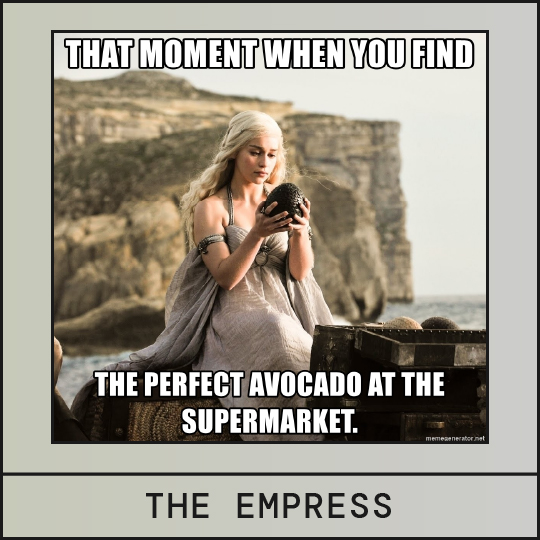 THAT MOMENT WHEN YOU FIND
THE PERFECT AVOCADO AT THE
SUPERMARKET.
memegenerator.net
THE EMPRESS